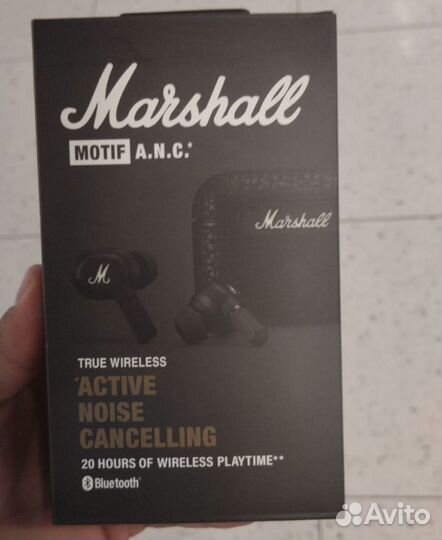 Marshall
MOTIF A.N.C.*
Marshall
M
TRUE WIRELESS
*ACTIVE
NOISE
CANCELLING
20 HOURS OF WIRELESS PLAYTIME**
Bluetooth®
Avito